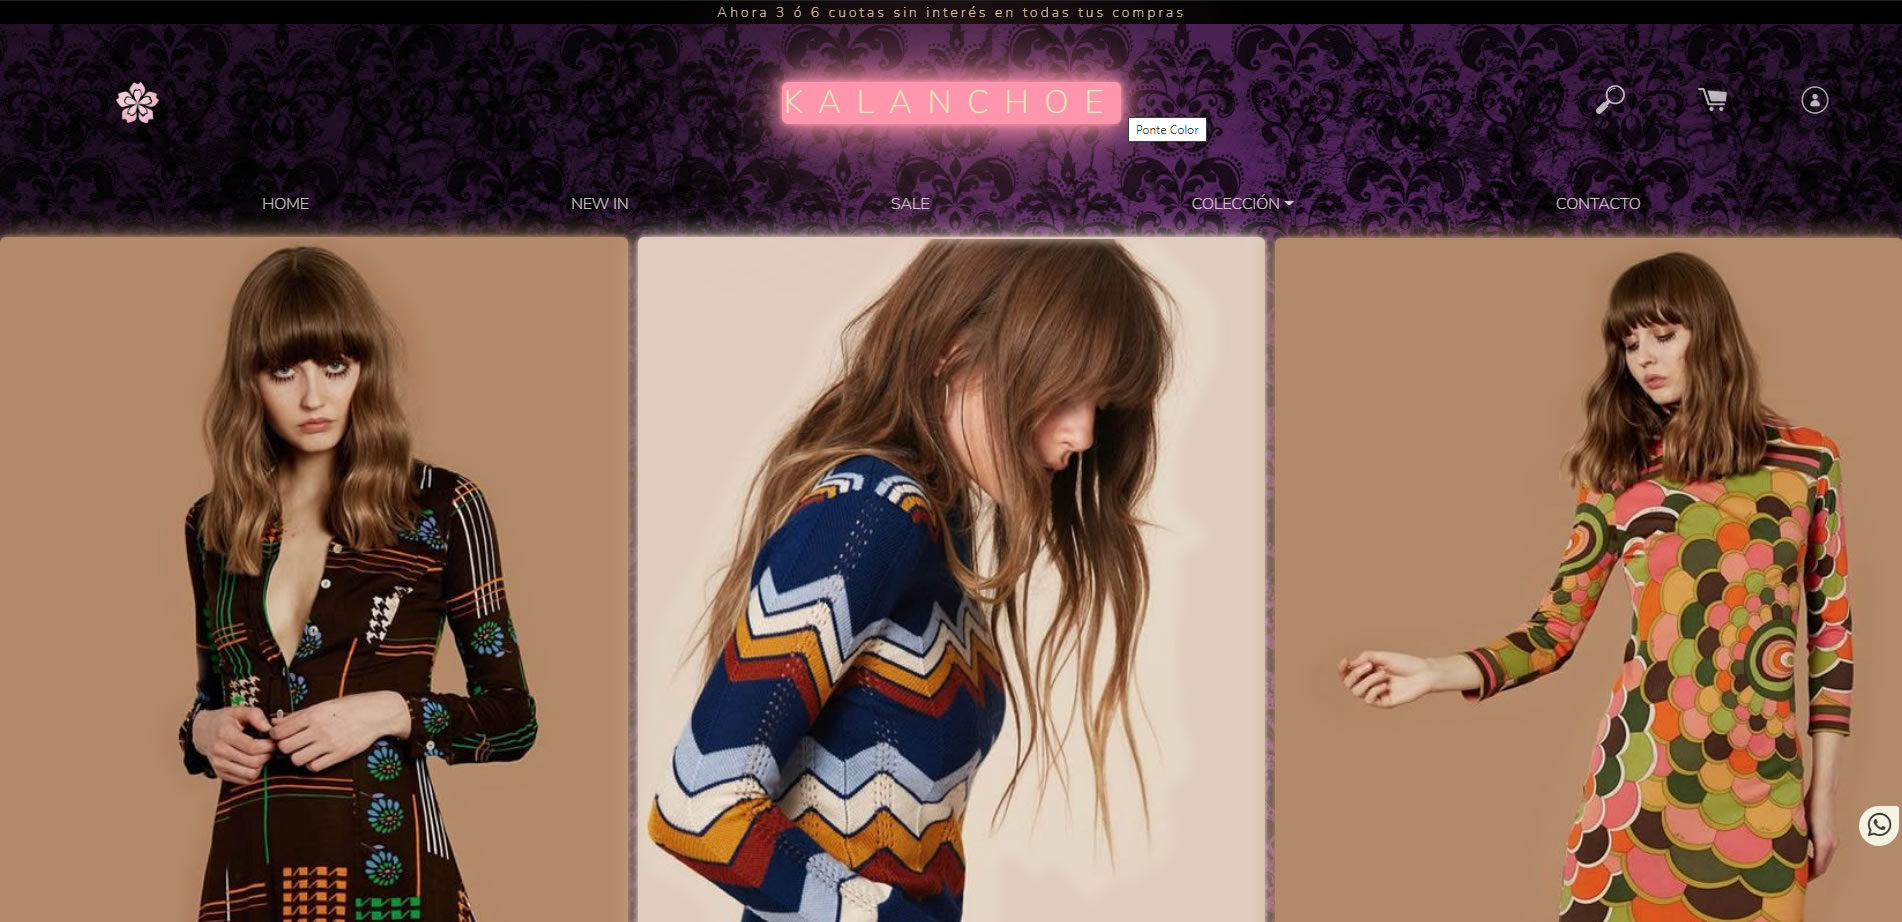 Ahora 3 ó 6 cuotas sin interés en todas tus compras
KALANCHOE
Ponte Color
HOME NEW IN SALE COLECCIÓN CONTACTO